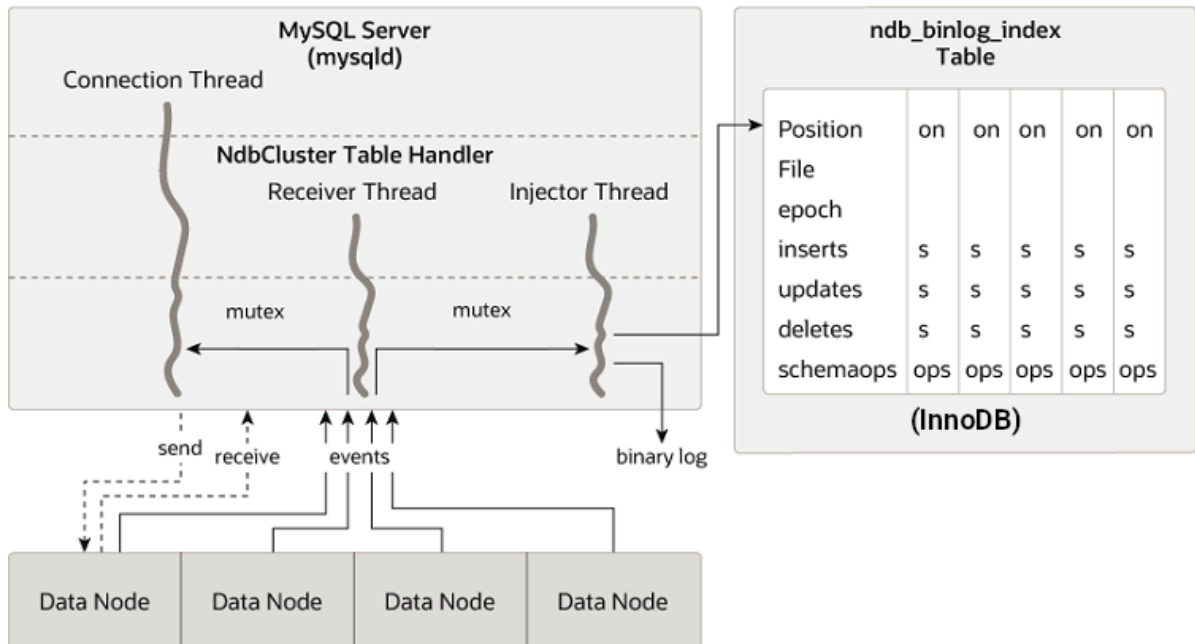 MySQL Server
(mysqld)
Connection Thread
NdbCluster Table Handler
Receiver Thread
Injector Thread
mutex
mutex
send
receive
events
binary log
Data Node
Data Node
Data Node
Data Node
ndb_binlog_index
Table
Position on on on on on
File
epoch
inserts s s s s s
updates s s s s s
deletes s s s s s
schemaops ops ops ops ops ops
(InnoDB)